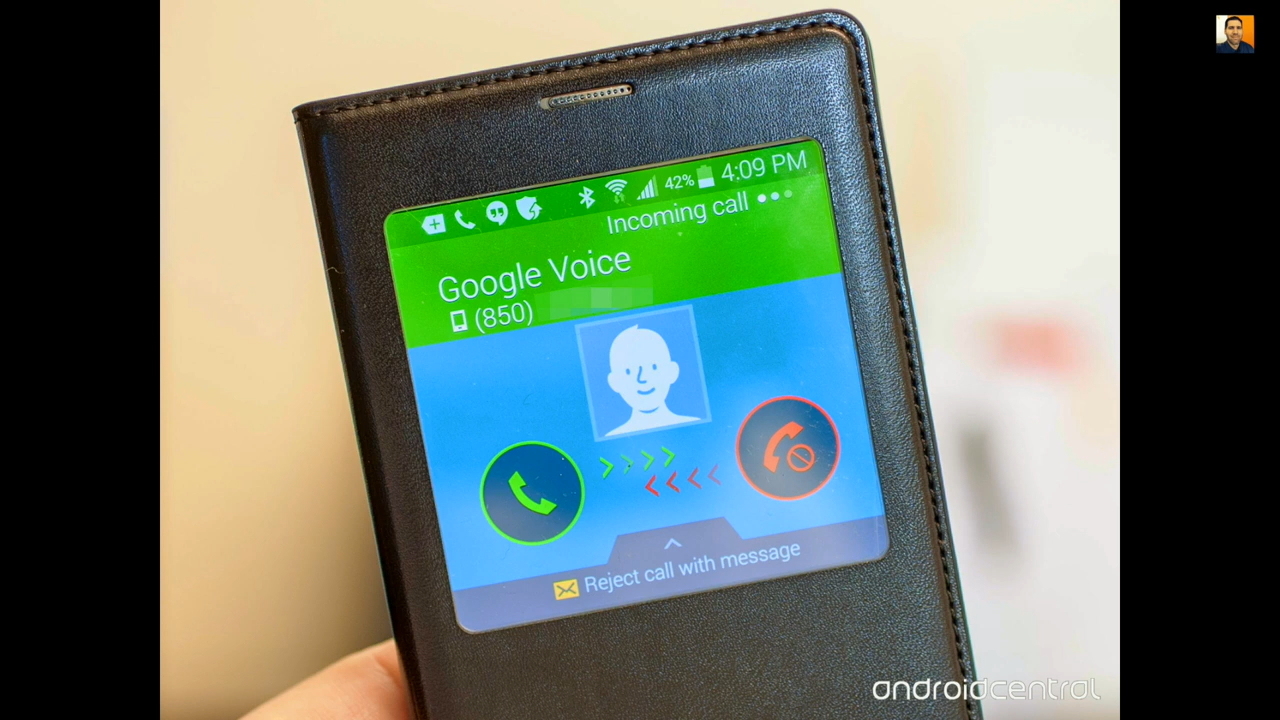 42% 4:09 PM
Incoming call
Google Voice
(850)
Reject call with message
androidcentral